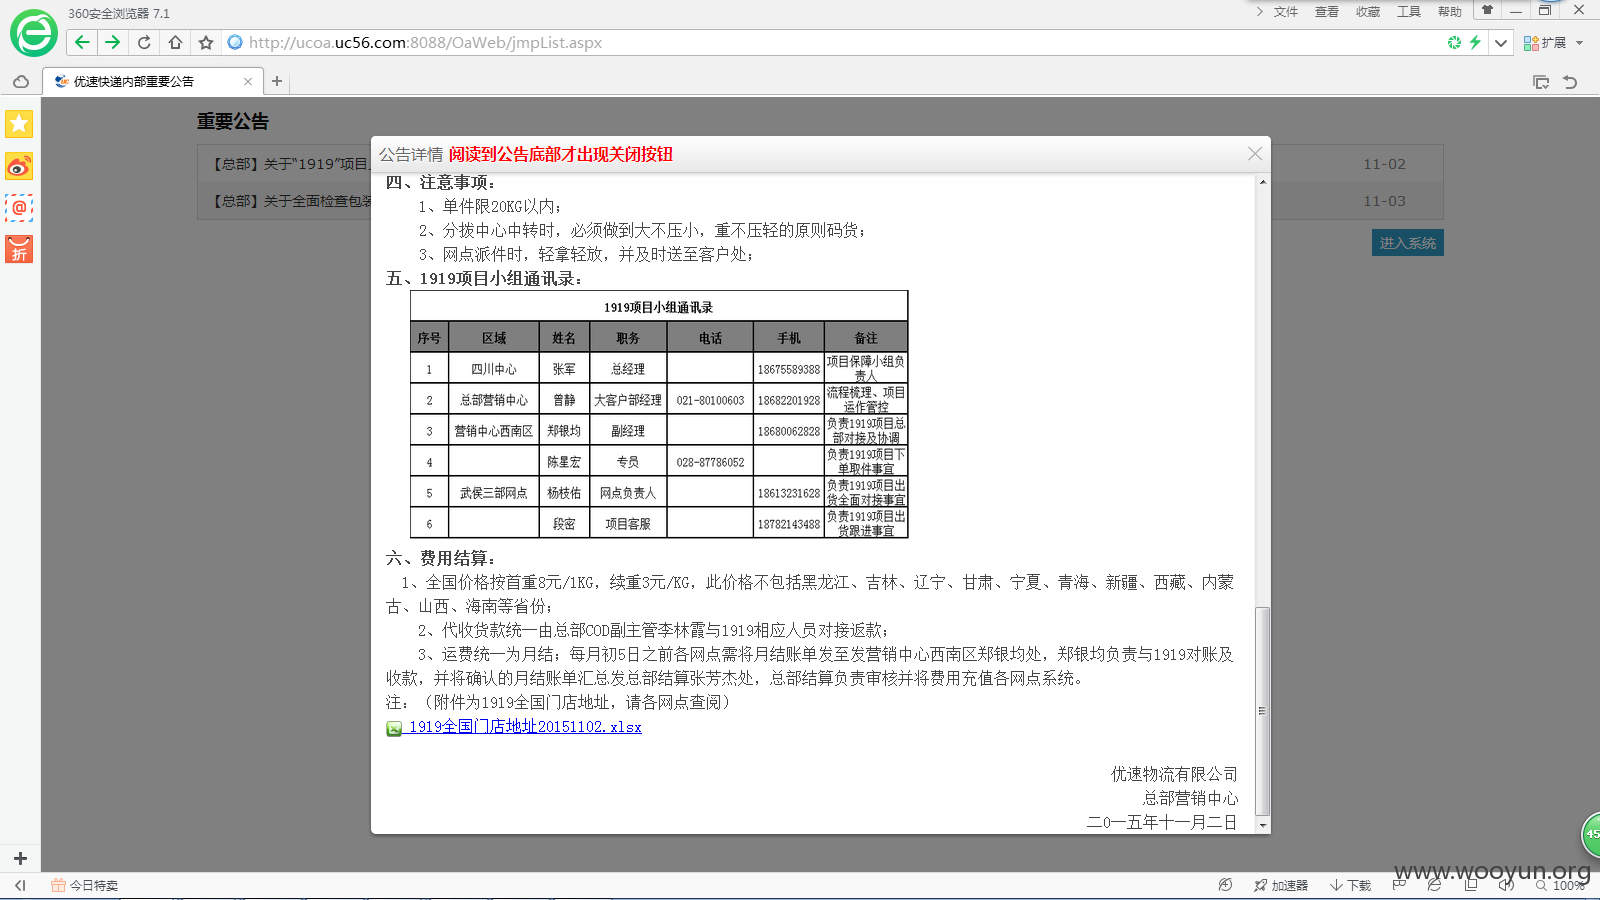 360安全浏览器 7.1
文件 查看 收藏 工具 帮助
http://ucoa.uc56.com:8088/OaWeb/jmpList.aspx
扩展
优速快递内部重要公告
重要公告
【总部】关于“1919”项目
11-02
【总部】关于全面检查包装
11-03
进入系统
公告详情 阅读到公告底部才出现关闭按钮
四、注意事项：
1、单件限20KG以内；
2、分拨中心中转时，必须做到大不压小，重不压轻的原则码货；
3、网点派件时，轻拿轻放，并及时送至客户处；
五、1919项目小组通讯录：
1919项目小组通讯录
序号 区域 姓名 职务 电话 手机 备注
1 四川中心 张军 总经理 18675589388 项目保障小组负责人
2 总部营销中心 曾静 大客户部经理 021-80100603 18682201928 流程梳理、项目运作管控
3 营销中心西南区 郑银均 副经理 18680062828 负责1919项目总部对接及协调
4 陈星宏 专员 028-87786052 负责1919项目下单取件事宜
5 武侯三部网点 杨枝佑 网点负责人 18613231628 负责1919项目出货全面对接事宜
6 段密 项目客服 18782143488 负责1919项目出货跟进事宜
六、费用结算：
1、全国价格按首重8元/1KG，续重3元/KG，此价格不包括黑龙江、吉林、辽宁、甘肃、宁夏、青海、新疆、西藏、内蒙
古、山西、海南等省份；
2、代收货款统一由总部COD副主管李林霞与1919相应人员对接返款；
3、运费统一为月结；每月初5日之前各网点需将月结账单发至发营销中心西南区郑银均处，郑银均负责与1919对账及
收款，并将确认的月结账单汇总发总部结算张芳杰处，总部结算负责审核并将费用充值各网点系统。
注：（附件为1919全国门店地址，请各网点查阅）
1919全国门店地址20151102.xlsx
优速物流有限公司
总部营销中心
二0一五年十一月二日
折
45
www.wooyun.org
今日特卖
加速器
下载
100%